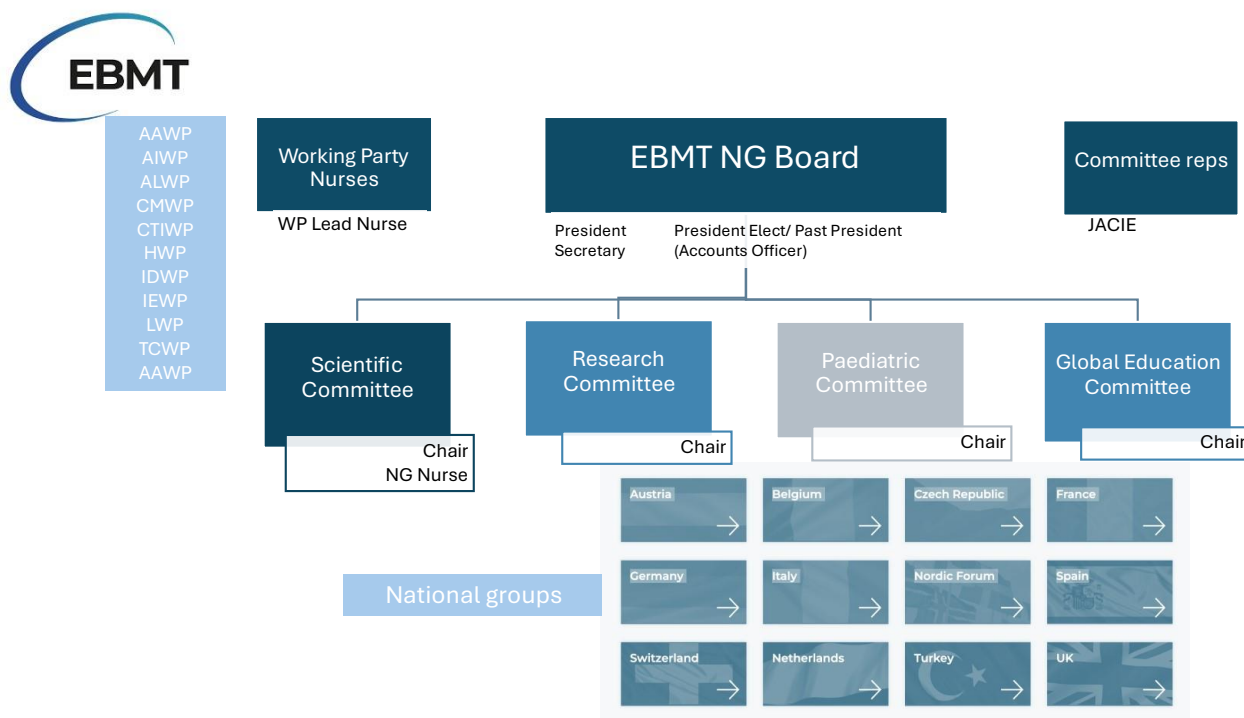 EBMT
AAWP
AIWP
ALWP
CMWP
CTIWP
HWP
IDWP
IEWP
LWP
TCWP
AAWP
Working Party
Nurses
WP Lead Nurse
EBMT NG Board
President
Secretary
President Elect/ Past President
(Accounts Officer)
Committee reps
JACIE
Scientific
Committee
Chair
NG Nurse
Research
Committee
Chair
Paediatric
Committee
Chair
Global Education
Committee
Chair
National groups
Austria
Belgium
Czech Republic
France
Germany
Italy
Nordic Forum
Spain
Switzerland
Netherlands
Turkey
UK